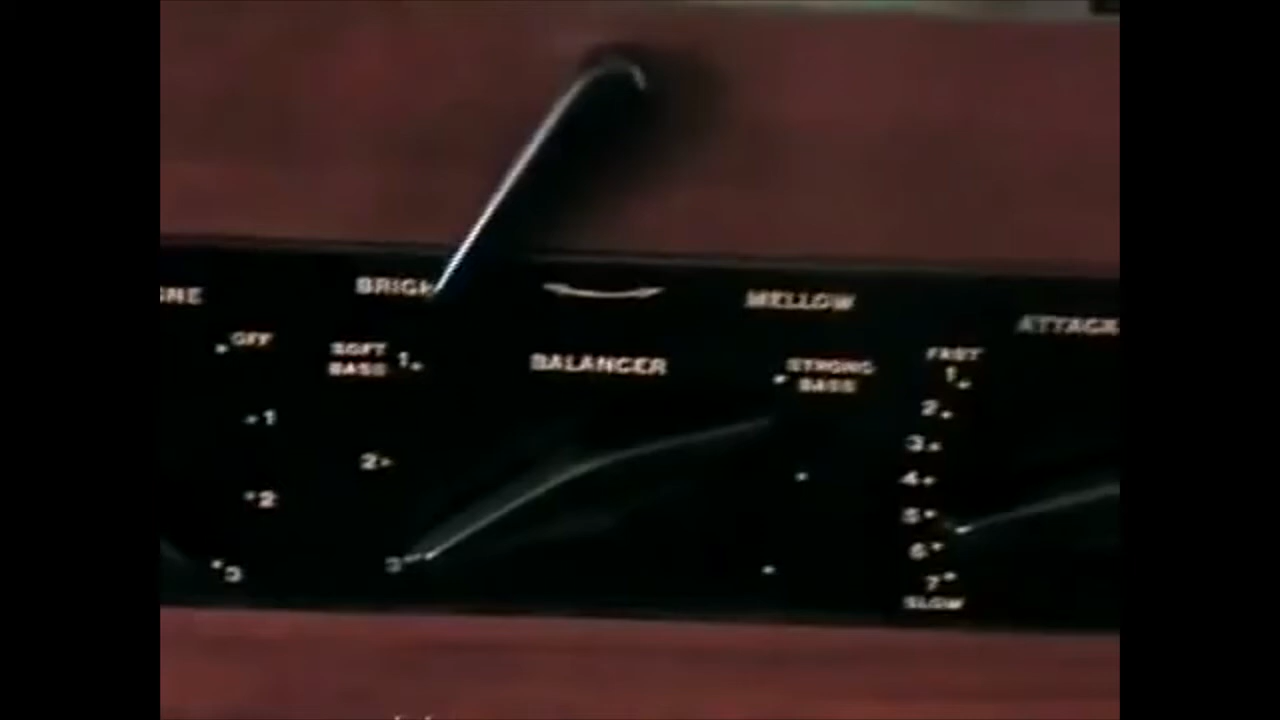 BRIGH
MELLOW
ATTACK
OFF
1
2
3
SOFT
BASS
1
2
3
BALANCER
STRONG
BASS
FAST
1
2
3
4
5
6
7
SLOW